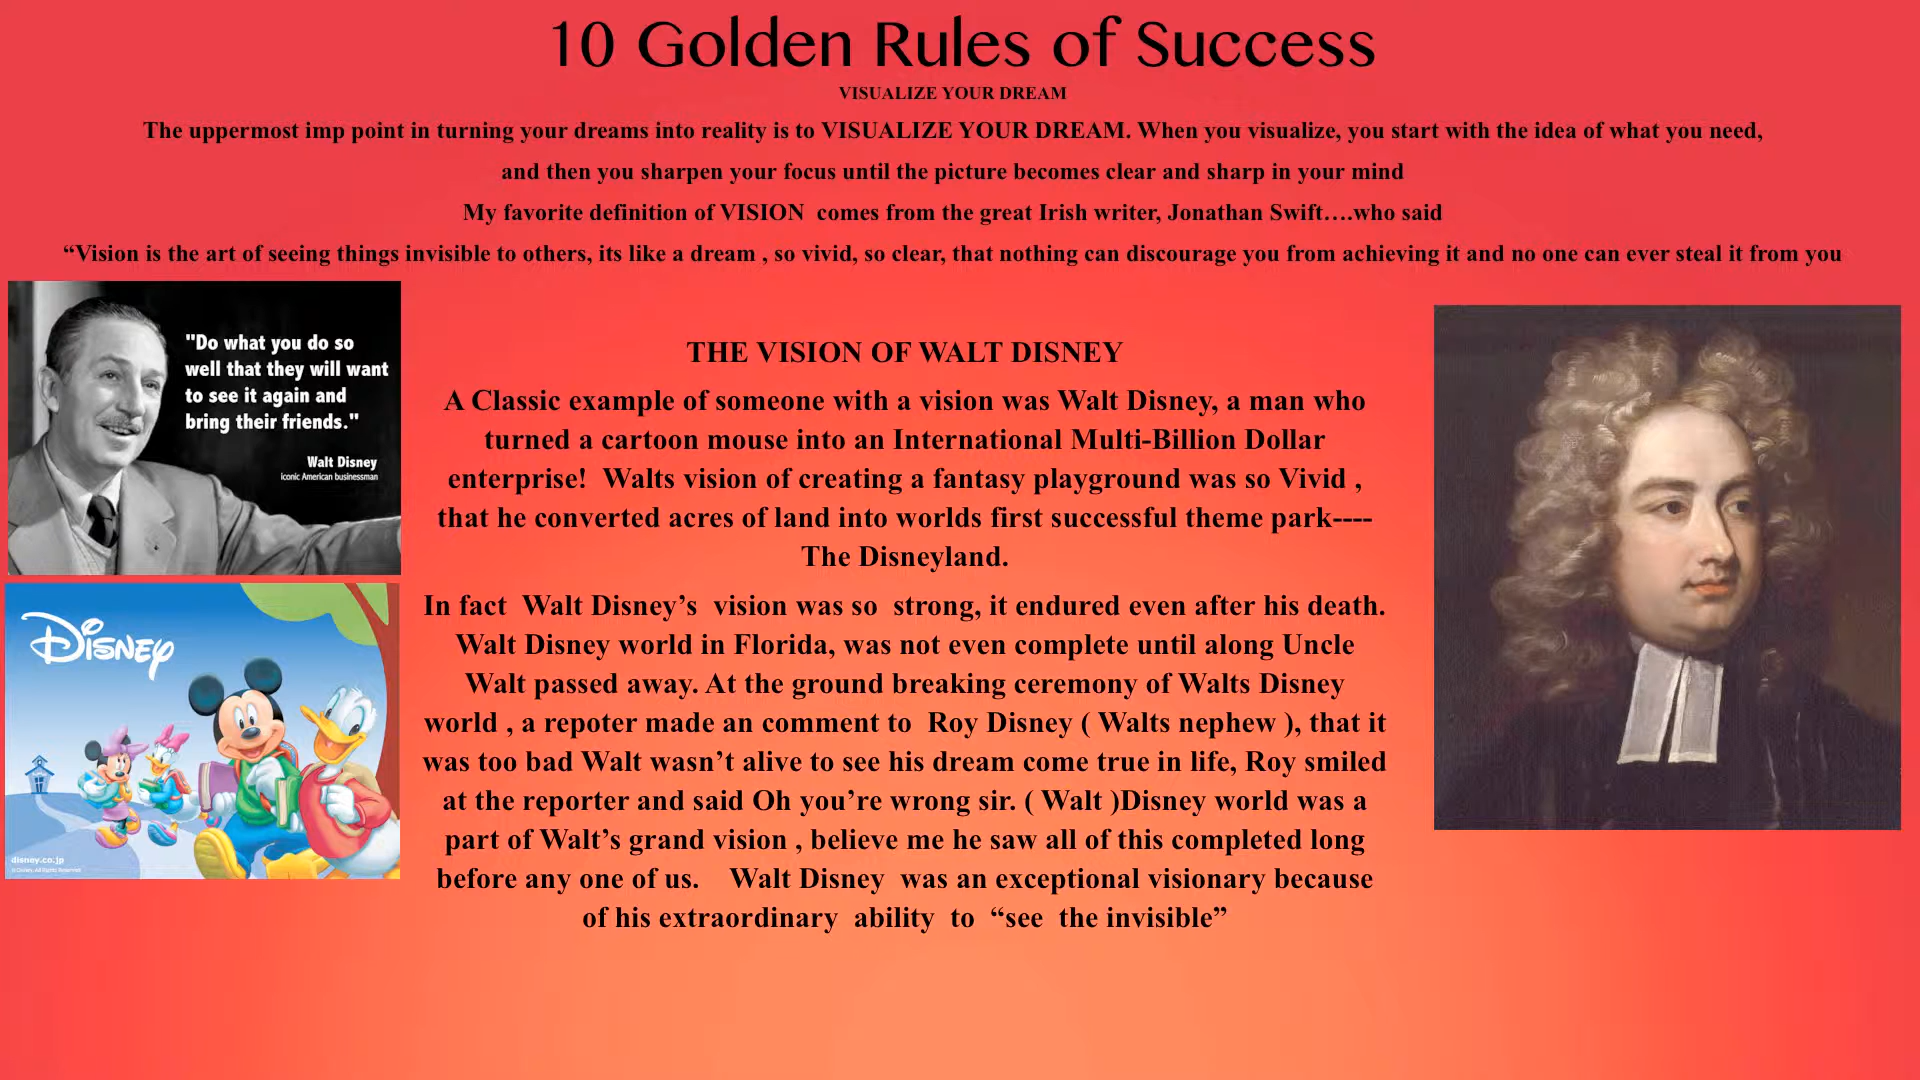 10 Golden Rules of Success
VISUALIZE YOUR DREAM
The uppermost imp point in turning your dreams into reality is to VISUALIZE YOUR DREAM. When you visualize, you start with the idea of what you need,
and then you sharpen your focus until the picture becomes clear and sharp in your mind
My favorite definition of VISION  comes from the great Irish writer, Jonathan Swift….who said
“Vision is the art of seeing things invisible to others, its like a dream , so vivid, so clear, that nothing can discourage you from achieving it and no one can ever steal it from you
"Do what you do so
well that they will want
to see it again and
bring their friends."
Walt Disney
iconic American businessman
Disney
disney.co.jp
© Disney. All Rights Reserved
THE VISION OF WALT DISNEY
A Classic example of someone with a vision was Walt Disney, a man who
turned a cartoon mouse into an International Multi-Billion Dollar
enterprise!  Walts vision of creating a fantasy playground was so Vivid ,
that he converted acres of land into worlds first successful theme park----
The Disneyland.
In fact  Walt Disney’s  vision was so  strong, it endured even after his death.
Walt Disney world in Florida, was not even complete until along Uncle
Walt passed away. At the ground breaking ceremony of Walts Disney
world , a repoter made an comment to  Roy Disney ( Walts nephew ), that it
was too bad Walt wasn’t alive to see his dream come true in life, Roy smiled
at the reporter and said Oh you’re wrong sir. ( Walt )Disney world was a
part of Walt’s grand vision , believe me he saw all of this completed long
before any one of us.    Walt Disney  was an exceptional visionary because
of his extraordinary  ability  to  “see  the invisible”